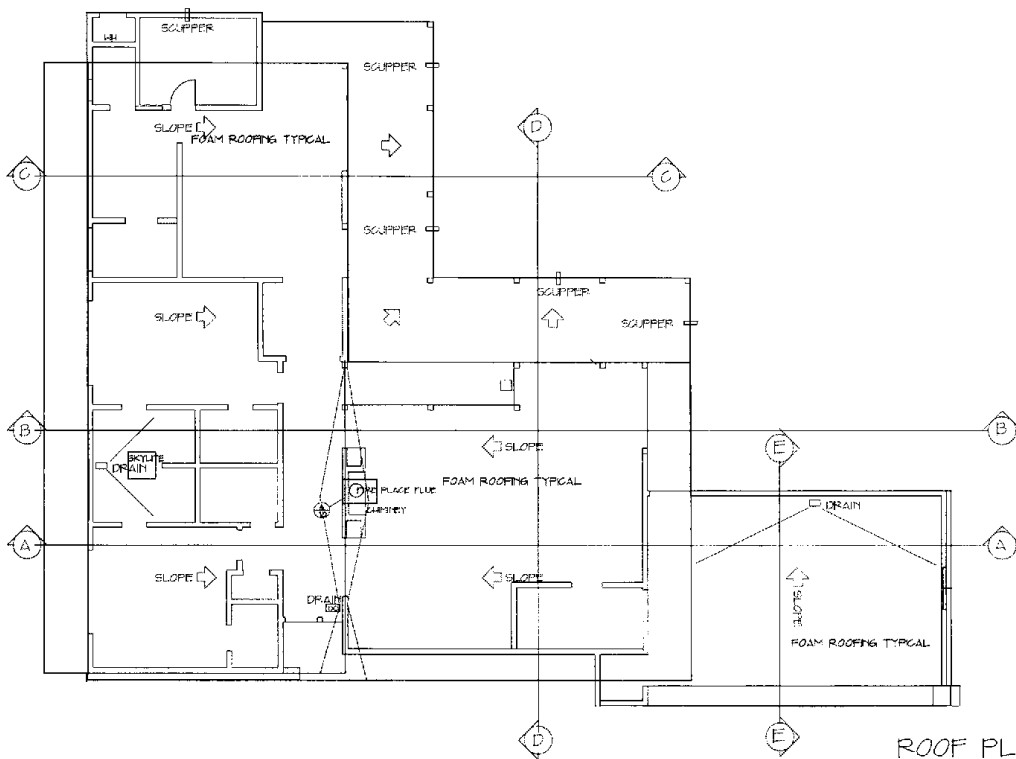 SCUPPER
WH
SCUPPER
D
SLOPE
FOAM ROOFING TYPICAL
C
C
SCUPPER
SCUPPER
SLOPE
SCUPPER
B
B
SLOPE
E
SKYLITE
DRAIN
FOAM ROOFING TYPICAL
FIRE PLACE FLUE
CHIMNEY
DRAIN
A
A
SLOPE
SLOPE
SLOPE
DRAIN
FOAM ROOFING TYPICAL
D
E
ROOF PL